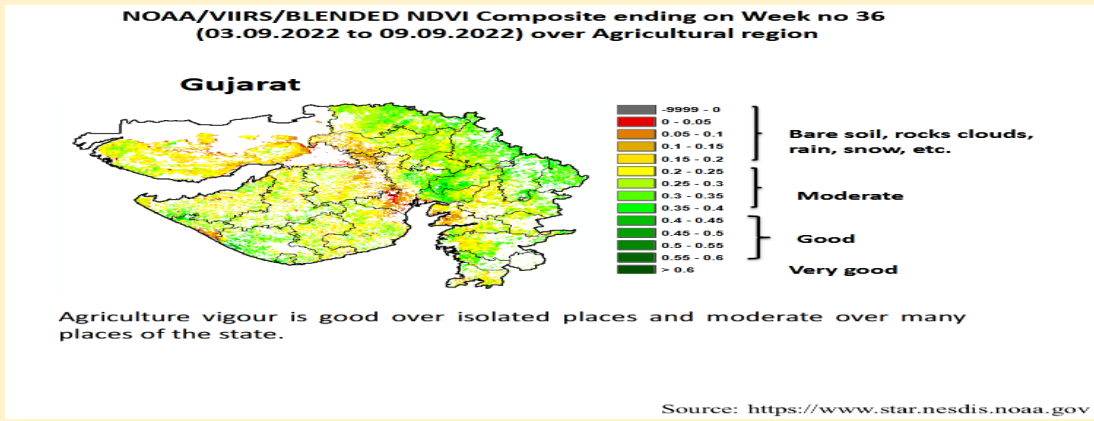 NOAA/VIIRS/BLENDED NDVI Composite ending on Week no 36
(03.09.2022 to 09.09.2022) over Agricultural region
Gujarat
-9999 - 0
0 - 0.05
0.05 - 0.1
0.1 - 0.15
0.15 - 0.2
0.2 - 0.25
0.25 - 0.3
0.3 - 0.35
0.35 - 0.4
0.4 - 0.45
0.45 - 0.5
0.5 - 0.55
0.55 - 0.6
> 0.6
Bare soil, rocks clouds,
rain, snow, etc.
Moderate
Good
Very good
Agriculture vigour is good over isolated places and moderate over many
places of the state.
Source: https://www.star.nesdis.noaa.gov